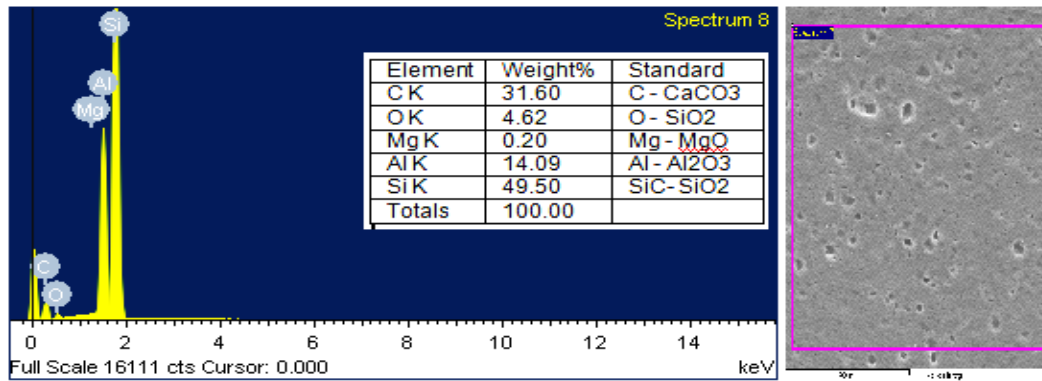 Spectrum 8
Si
Al
Mg
C
O
Element Weight% Standard
C K 31.60 C - CaCO3
O K 4.62 O - SiO2
Mg K 0.20 Mg - MgO
Al K 14.09 Al - Al2O3
Si K 49.50 SiC- SiO2
Totals 100.00
0 2 4 6 8 10 12 14
Full Scale 16111 cts Cursor: 0.000 keV